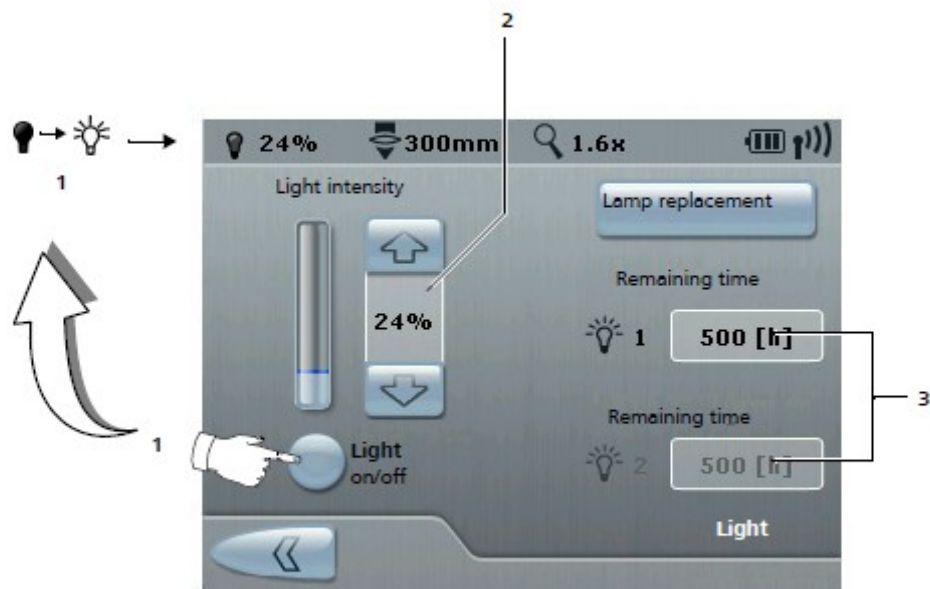 2
1
24% 300mm 1.6x
Light intensity
Lamp replacement
Remaining time
24%
1 500 [h]
3
Remaining time
1
Light
on/off
2 500 [h]
Light